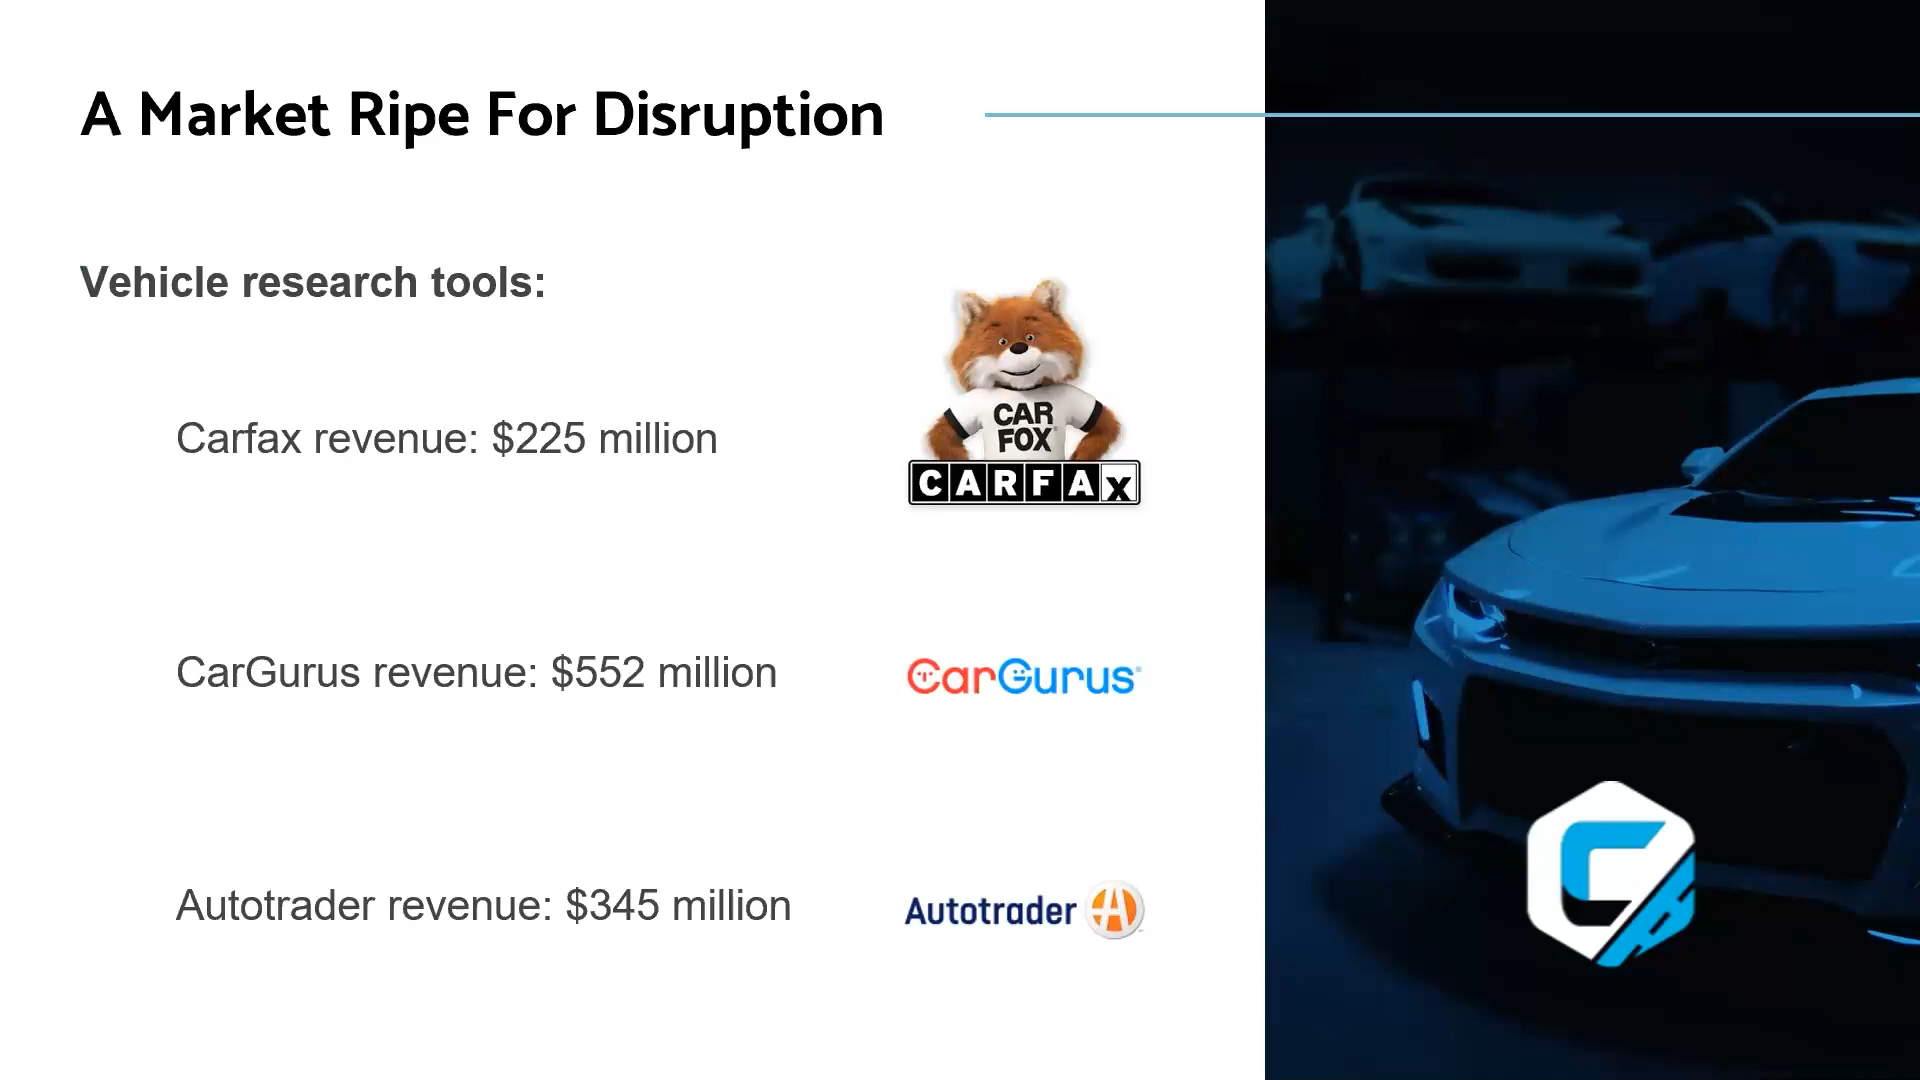 A Market Ripe For Disruption
Vehicle research tools:
CAR
FOX
Carfax revenue: $225 million
CARFAX
CarGurus revenue: $552 million
CarGurus
Autotrader revenue: $345 million
Autotrader